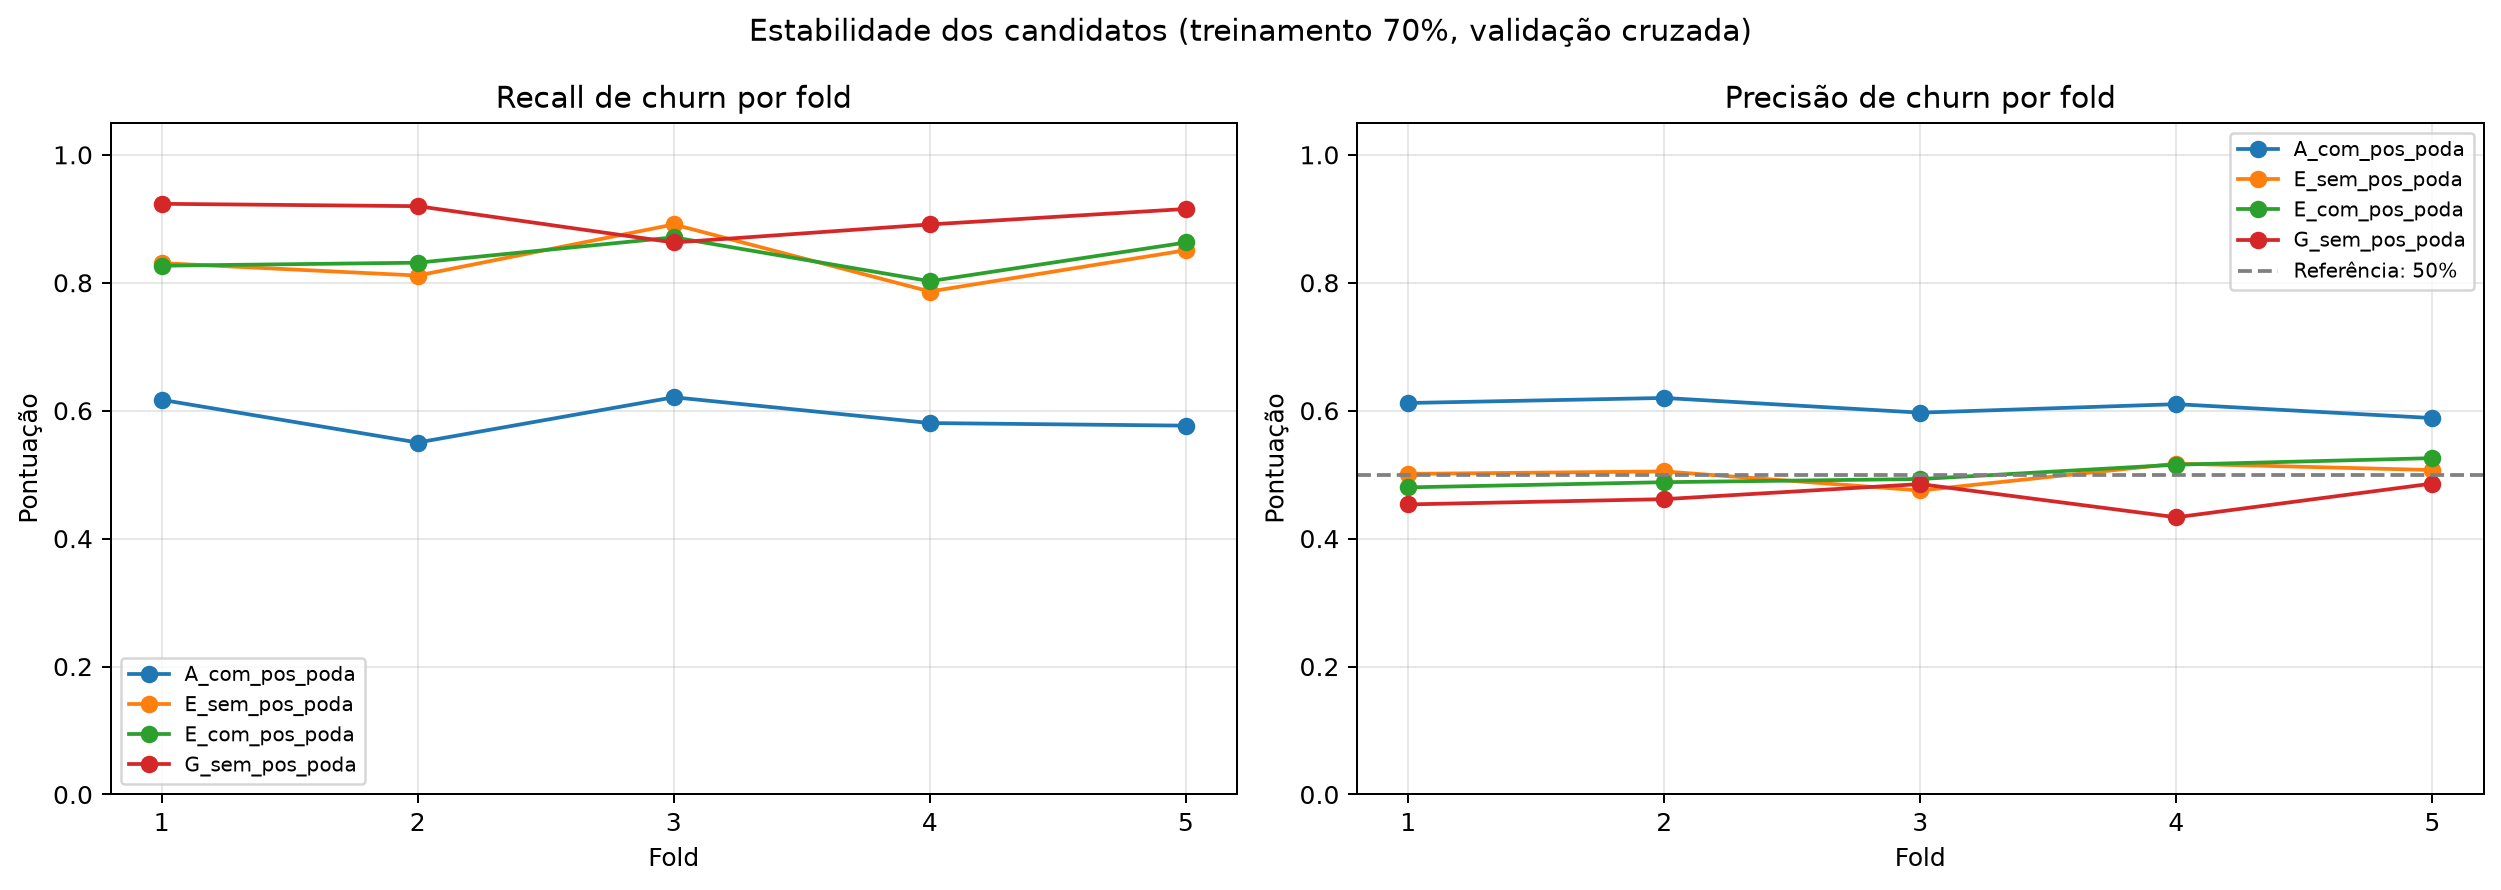 Estabilidade dos candidatos (treinamento 70%, validação cruzada)
Recall de churn por fold
Pontuação
1.0
0.8
0.6
0.4
0.2
0.0
A_com_pos_poda
E_sem_pos_poda
E_com_pos_poda
G_sem_pos_poda
1 2 3 4 5
Fold
Precisão de churn por fold
Pontuação
1.0
0.8
0.6
0.4
0.2
0.0
A_com_pos_poda
E_sem_pos_poda
E_com_pos_poda
G_sem_pos_poda
Referência: 50%
1 2 3 4 5
Fold